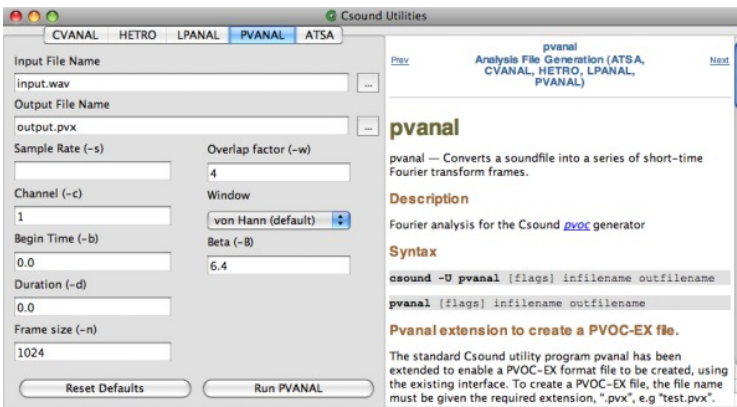 Csound Utilities
CVANAL HETRO LPANAL PVANAL ATSA
Input File Name
input.wav
...
Output File Name
output.pvx
...
Sample Rate (-s)
Overlap factor (-w)
4
Channel (-c)
Window
1
von Hann (default)
Begin Time (-b)
Beta (-B)
0.0
6.4
Duration (-d)
0.0
Frame size (-n)
1024
Reset Defaults
Run PVANAL
Prev
pvanal
Analysis File Generation (ATSA,
CVANAL, HETRO, LPANAL,
PVANAL)
Next
pvanal
pvanal — Converts a soundfile into a series of short-time
Fourier transform frames.
Description
Fourier analysis for the Csound pvoc generator
Syntax
csound -U pvanal [flags] infilename outfilename
pvanal [flags] infilename outfilename
Pvanal extension to create a PVOC-EX file.
The standard Csound utility program pvanal has been
extended to enable a PVOC-EX format file to be created, using
the existing interface. To create a PVOC-EX file, the file name
must be given the required extension, ".pvx", e.g "test.pvx".